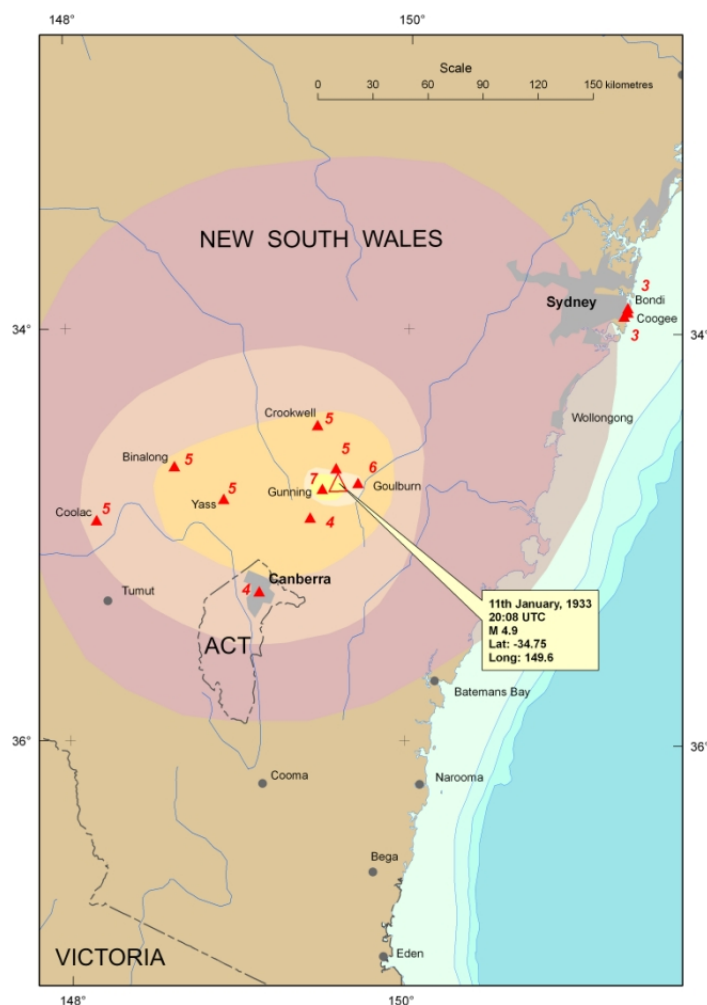 148°
150°
Scale
0 30 60 90 120 150 kilometres
NEW SOUTH WALES
3
Bondi
Sydney
Coogee
3
34°
34°
Wollongong
Crookwell
5
Binalong
5
5
6
7
Gunning
Goulburn
Yass
5
Coolac
5
4
Canberra
4
Tumut
ACT
11th January, 1933
20:08 UTC
M 4.9
Lat: -34.75
Long: 149.6
Batemans Bay
36°
36°
Cooma
Narooma
Bega
Eden
VICTORIA
148°
150°